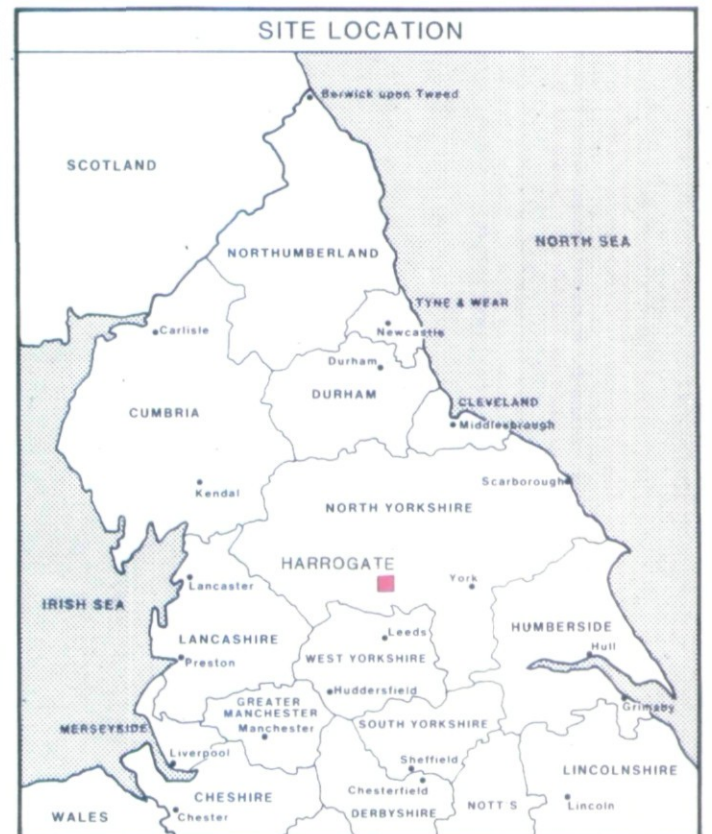 SITE LOCATION
Berwick upon Tweed
SCOTLAND
NORTH SEA
NORTHUMBERLAND
TYNE & WEAR
Carlisle
Newcastle
Durham
DURHAM
CLEVELAND
CUMBRIA
Middlesbrough
Scarborough
Kendal
NORTH YORKSHIRE
HARROGATE
York
Lancaster
IRISH SEA
HUMBERSIDE
Leeds
LANCASHIRE
Hull
WEST YORKSHIRE
Preston
Huddersfield
GREATER
MANCHESTER
Grimsby
SOUTH YORKSHIRE
MERSEYSIDE
Manchester
Liverpool
Sheffield
LINCOLNSHIRE
Chesterfield
CHESHIRE
NOTT S
Lincoln
DERBYSHIRE
WALES
Chester